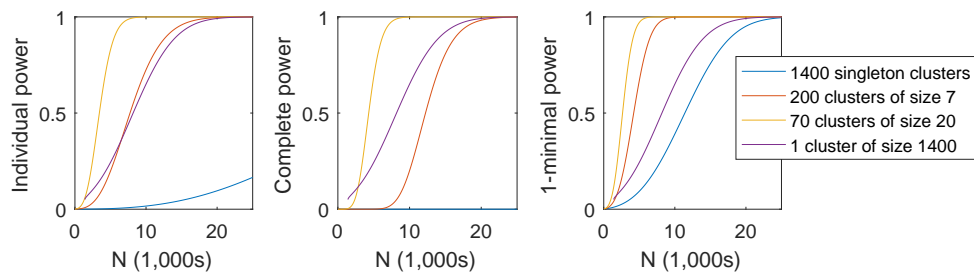 Individual power
1
0.5
0
0
10
20
N (1,000s)
Complete power
1
0.5
0
0
10
20
N (1,000s)
1-minimal power
1
0.5
0
0
10
20
N (1,000s)
1400 singleton clusters
200 clusters of size 7
70 clusters of size 20
1 cluster of size 1400